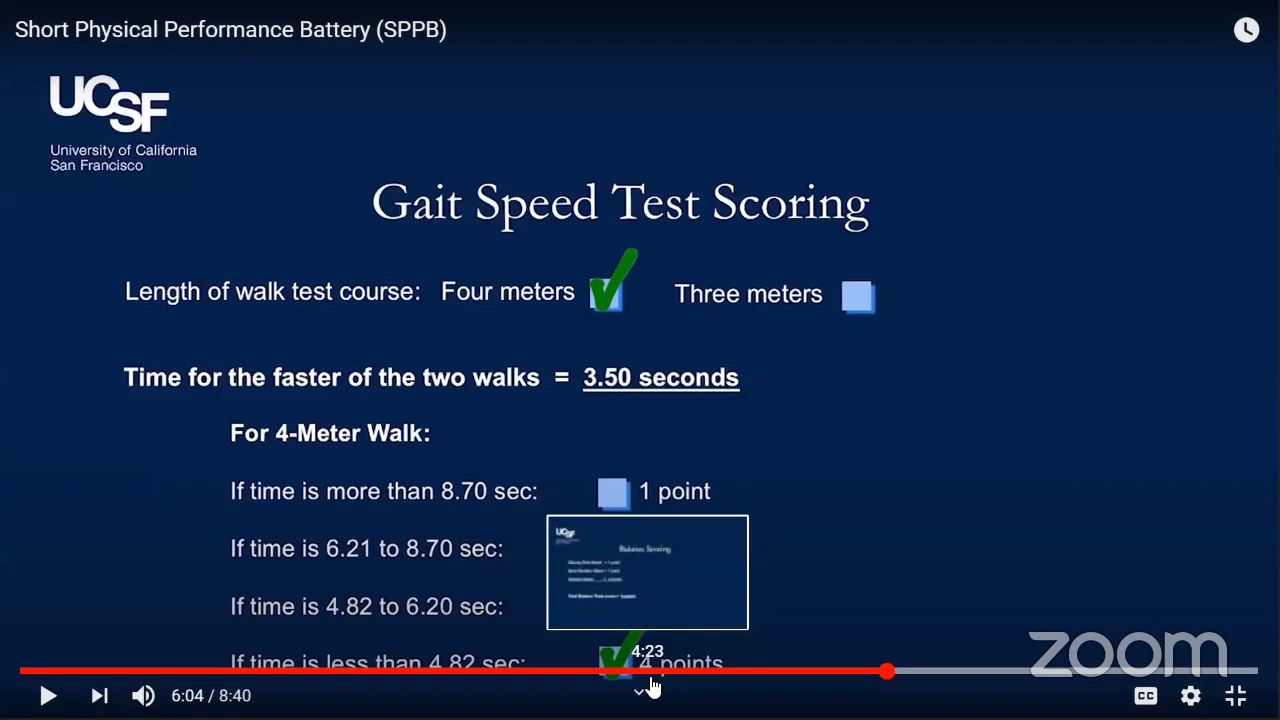 Short Physical Performance Battery (SPPB)
UCSF
University of California
San Francisco
Gait Speed Test Scoring
Length of walk test course: Four meters Three meters
Time for the faster of the two walks = 3.50 seconds
For 4-Meter Walk:
If time is more than 8.70 sec: 1 point
If time is 6.21 to 8.70 sec:
If time is 4.82 to 6.20 sec:
If time is less than 4.82 sec: 4 points
UCSF
Balance Scoring
4:23
zoom
6:04 / 8:40
CC